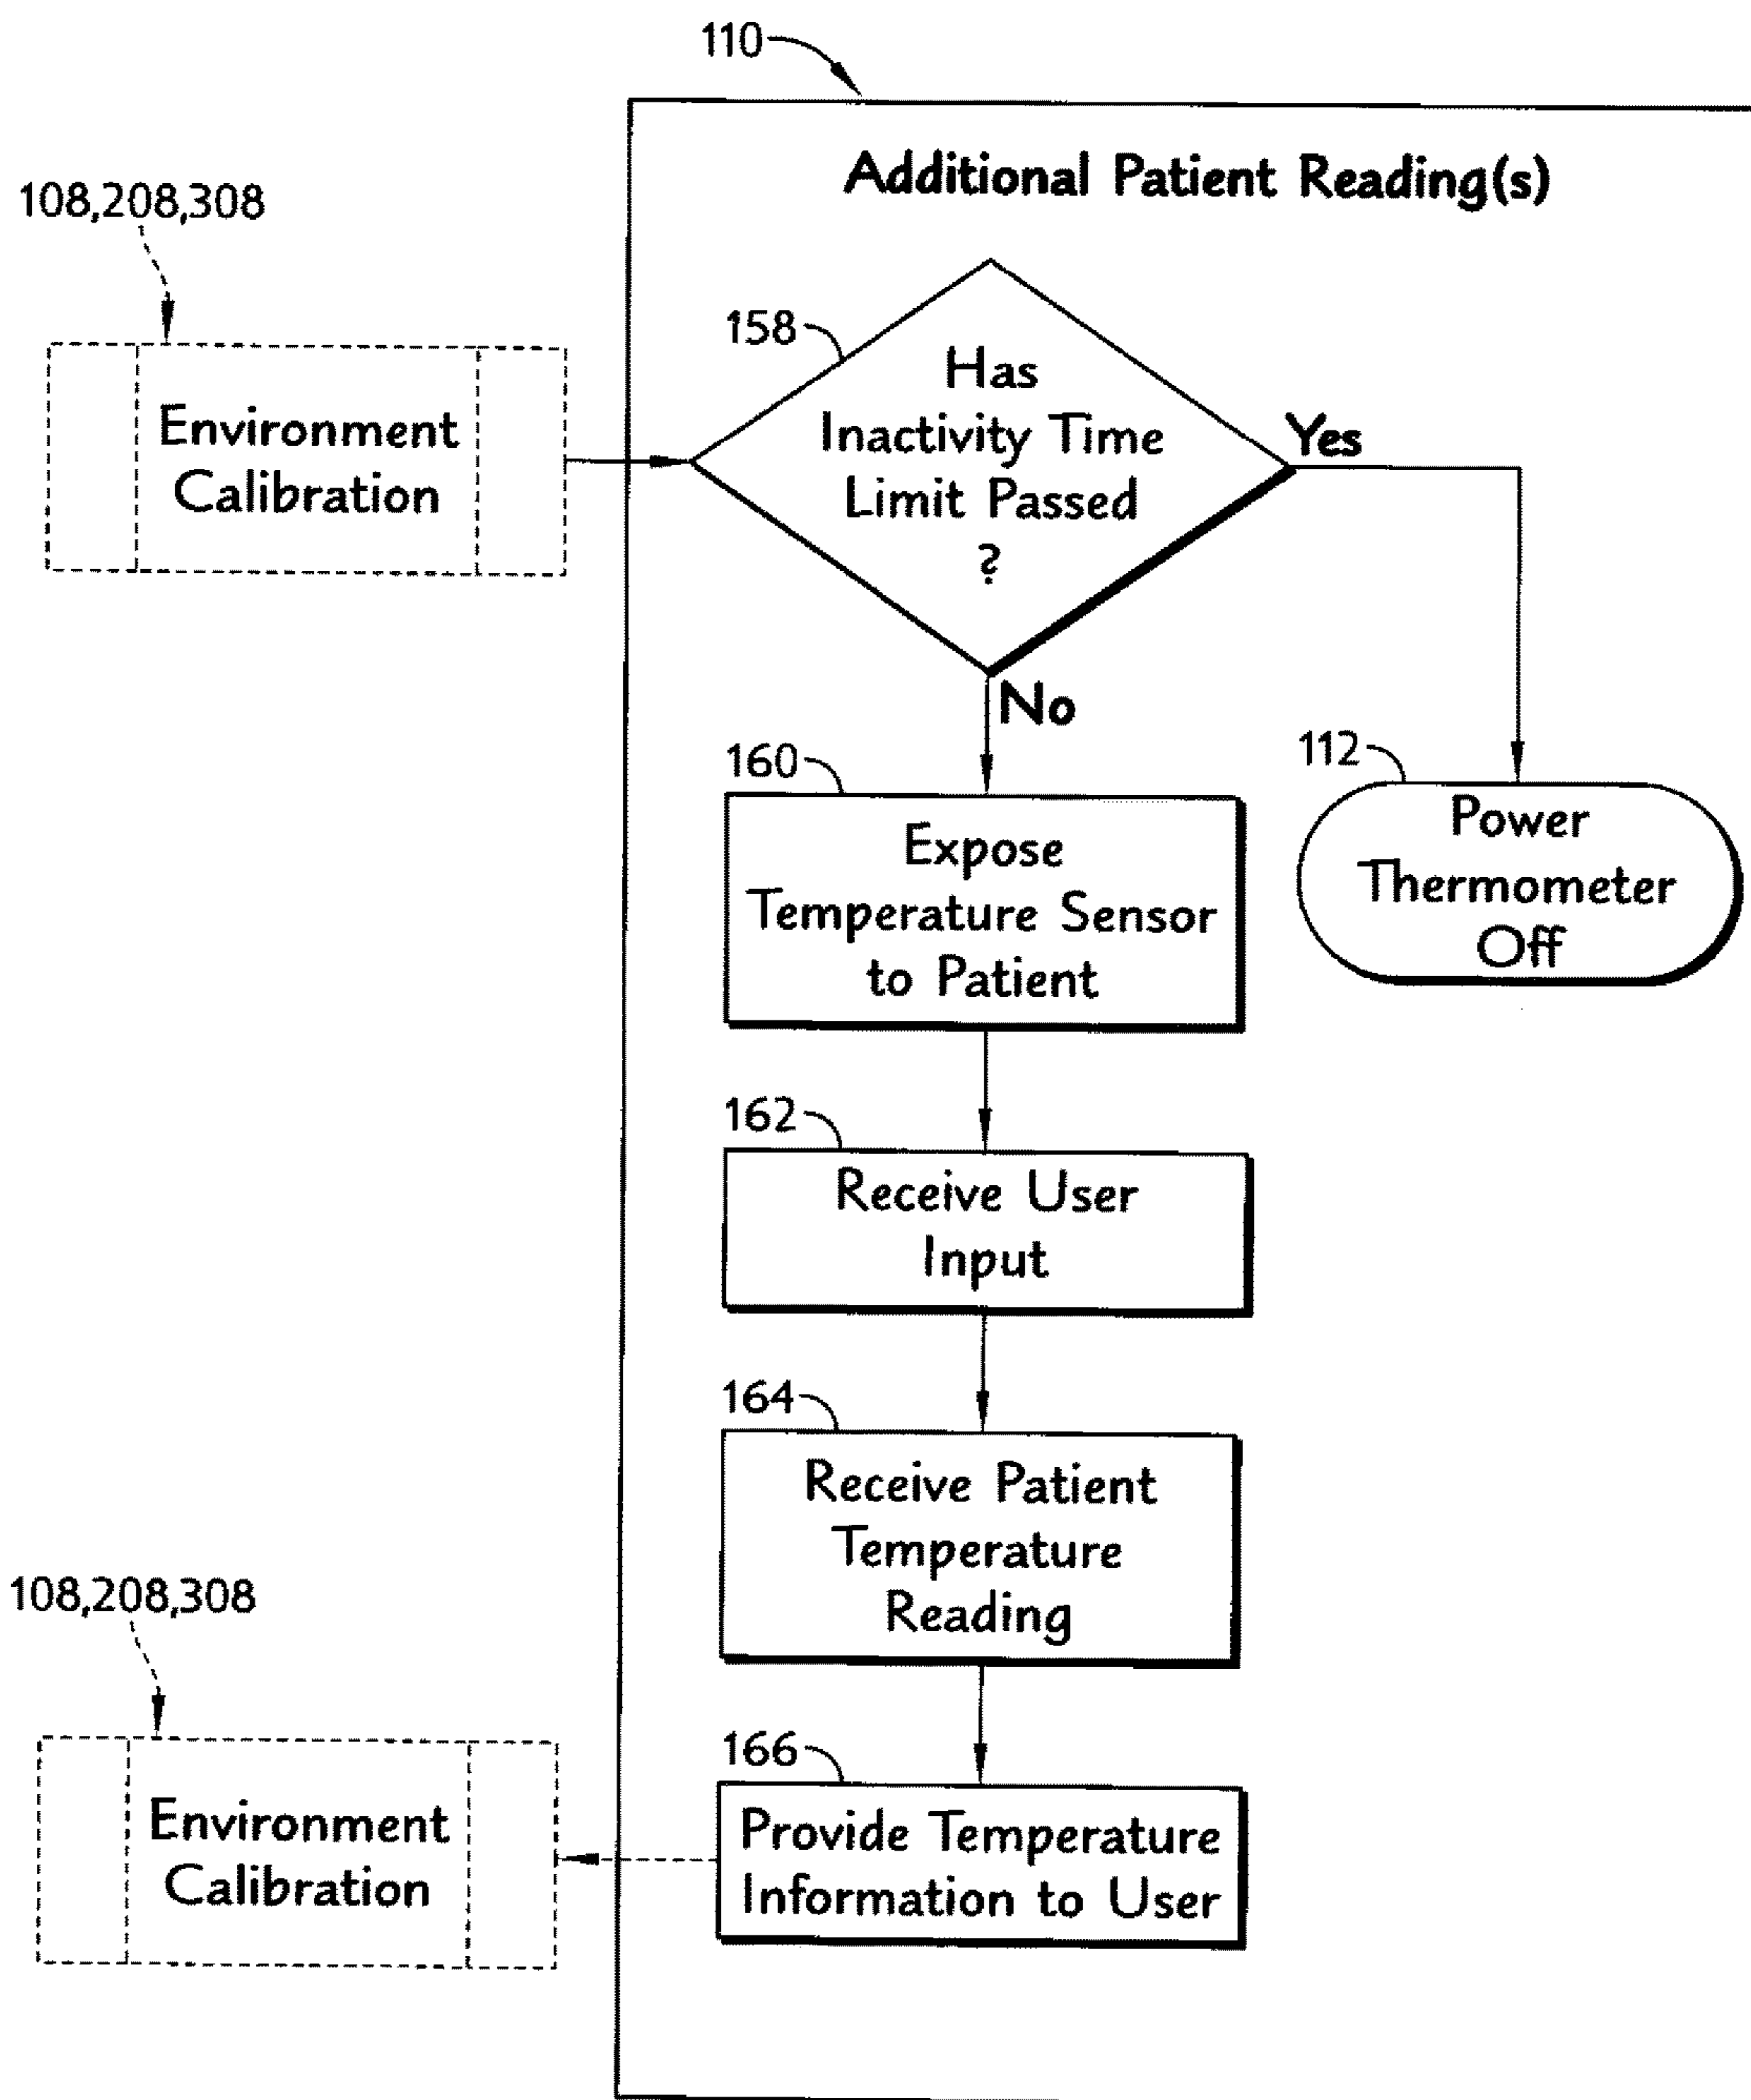 110
Additional Patient Reading(s)
108,208,308
Environment
Calibration
158
Has
Inactivity Time
Limit Passed
?
Yes
No
160
Expose
Temperature Sensor
to Patient
112
Power
Thermometer
Off
162
Receive User
Input
164
Receive Patient
Temperature
Reading
108,208,308
Environment
Calibration
166
Provide Temperature
Information to User